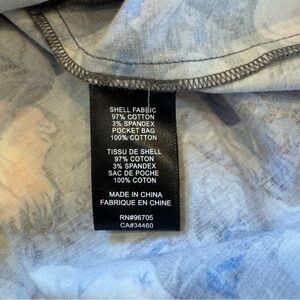 SHELL FABRIC
97% COTTON
3% SPANDEX
POCKET BAG
100% COTTON
TISSU DE SHELL
97% COTON
3% SPANDEX
SAC DE POCHE
100% COTON
MADE IN CHINA
FABRIQUE EN CHINE
RN#96705
CA#34460